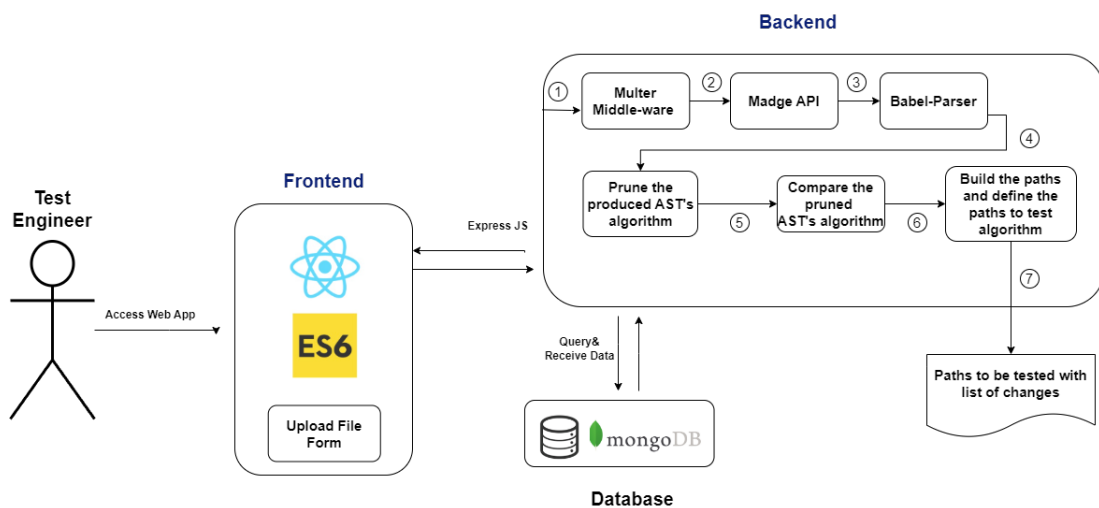 Backend
1
Multer
Middle-ware
2
Madge API
3
Babel-Parser
4
Prune the
produced AST's
algorithm
5
Compare the
pruned
AST's algorithm
6
Build the paths
and define the
paths to test
algorithm
7
Test
Engineer
Frontend
Express JS
Access Web App
ES6
Upload File
Form
Query&
Receive Data
Paths to be tested with
list of changes
mongoDB
Database